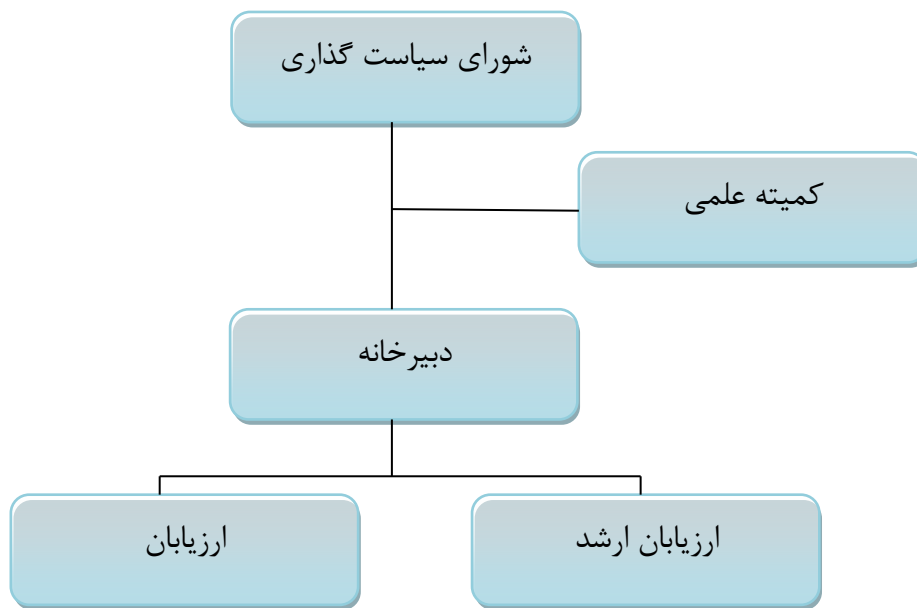 شورای سیاست گذاری
کمیته علمی
دبیرخانه
ارزیابان ارشد
ارزیابان